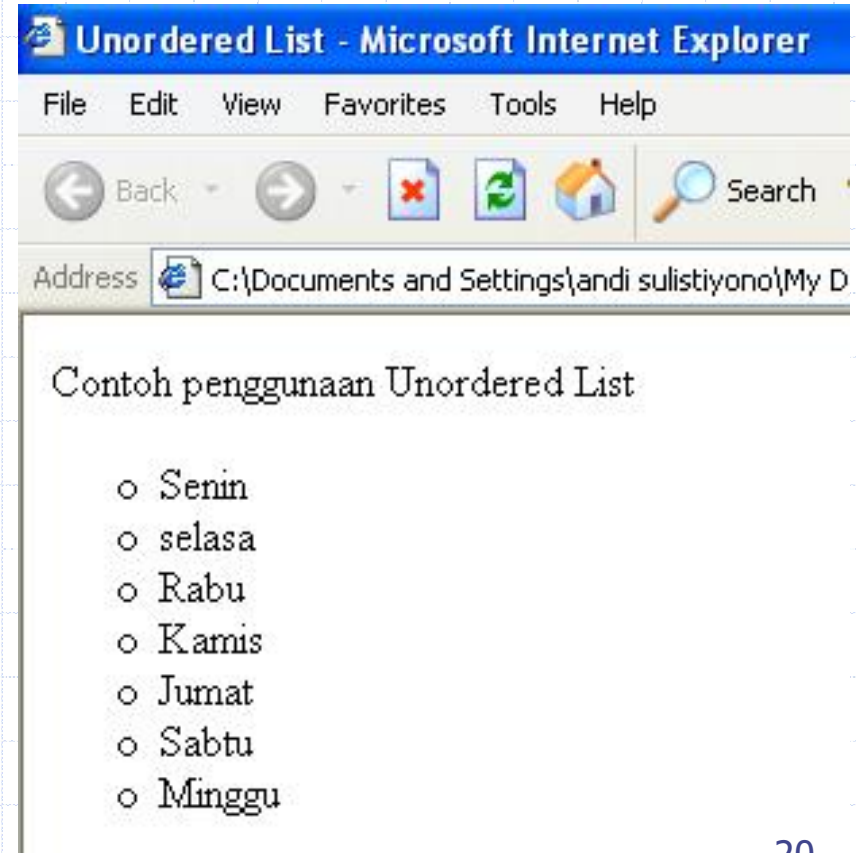 Unordered List - Microsoft Internet Explorer
File Edit View Favorites Tools Help
Back Search
Address C:\Documents and Settings\andi sulistiyono\My D
Contoh penggunaan Unordered List
o Senin
o selasa
o Rabu
o Kamis
o Jumat
o Sabtu
o Minggu
20